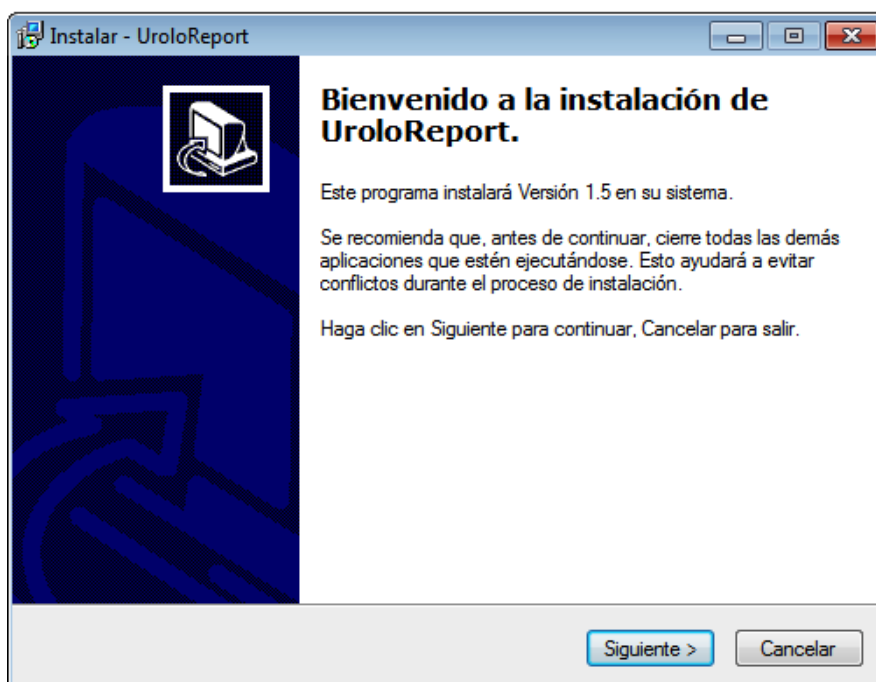 Instalar - UroloReport
Bienvenido a la instalación de
UroloReport.
Este programa instalará Versión 1.5 en su sistema.
Se recomienda que, antes de continuar, cierre todas las demás
aplicaciones que estén ejecutándose. Esto ayudará a evitar
conflictos durante el proceso de instalación.
Haga clic en Siguiente para continuar, Cancelar para salir.
Siguiente >
Cancelar